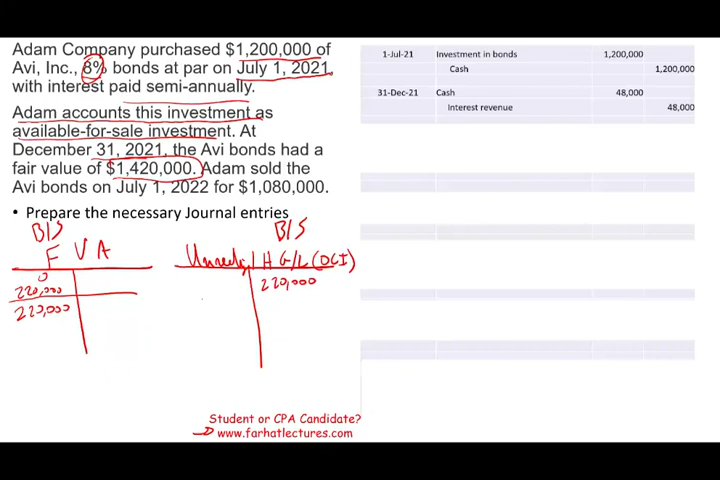 Adam Company purchased $1,200,000 of
Avi, Inc., 8% bonds at par on July 1, 2021,
with interest paid semi-annually.
Adam accounts this investment as
available-for-sale investment. At
December 31, 2021, the Avi bonds had a
fair value of $1,420,000. Adam sold the
Avi bonds on July 1, 2022 for $1,080,000.
• Prepare the necessary Journal entries
B/S
F V A
0
220,000
220,000
B/S
H G/L (OCI)
220,000
1-Jul-21 Investment in bonds 1,200,000
Cash 1,200,000
31-Dec-21 Cash 48,000
Interest revenue 48,000
Student or CPA Candidate?
www.farhatlectures.com